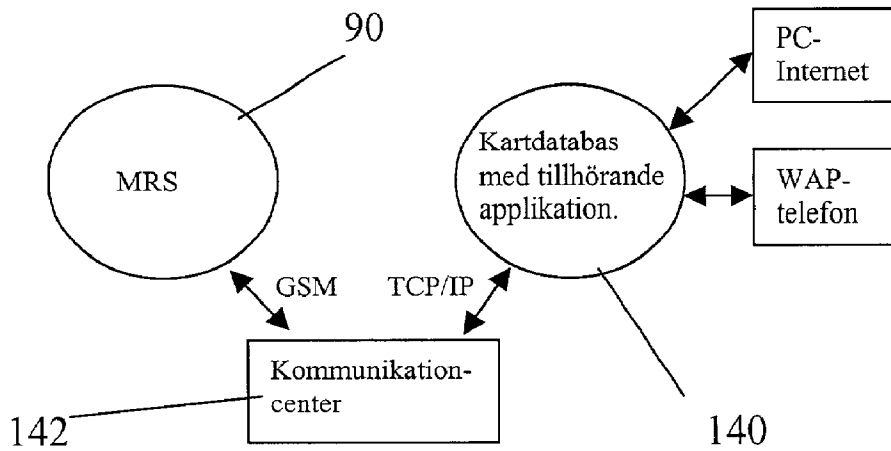 90
PC-
Internet
MRS
Kartdatabas
med tillhörande
applikation.
WAP-
telefon
GSM
TCP/IP
Kommunikation-
center
142
140